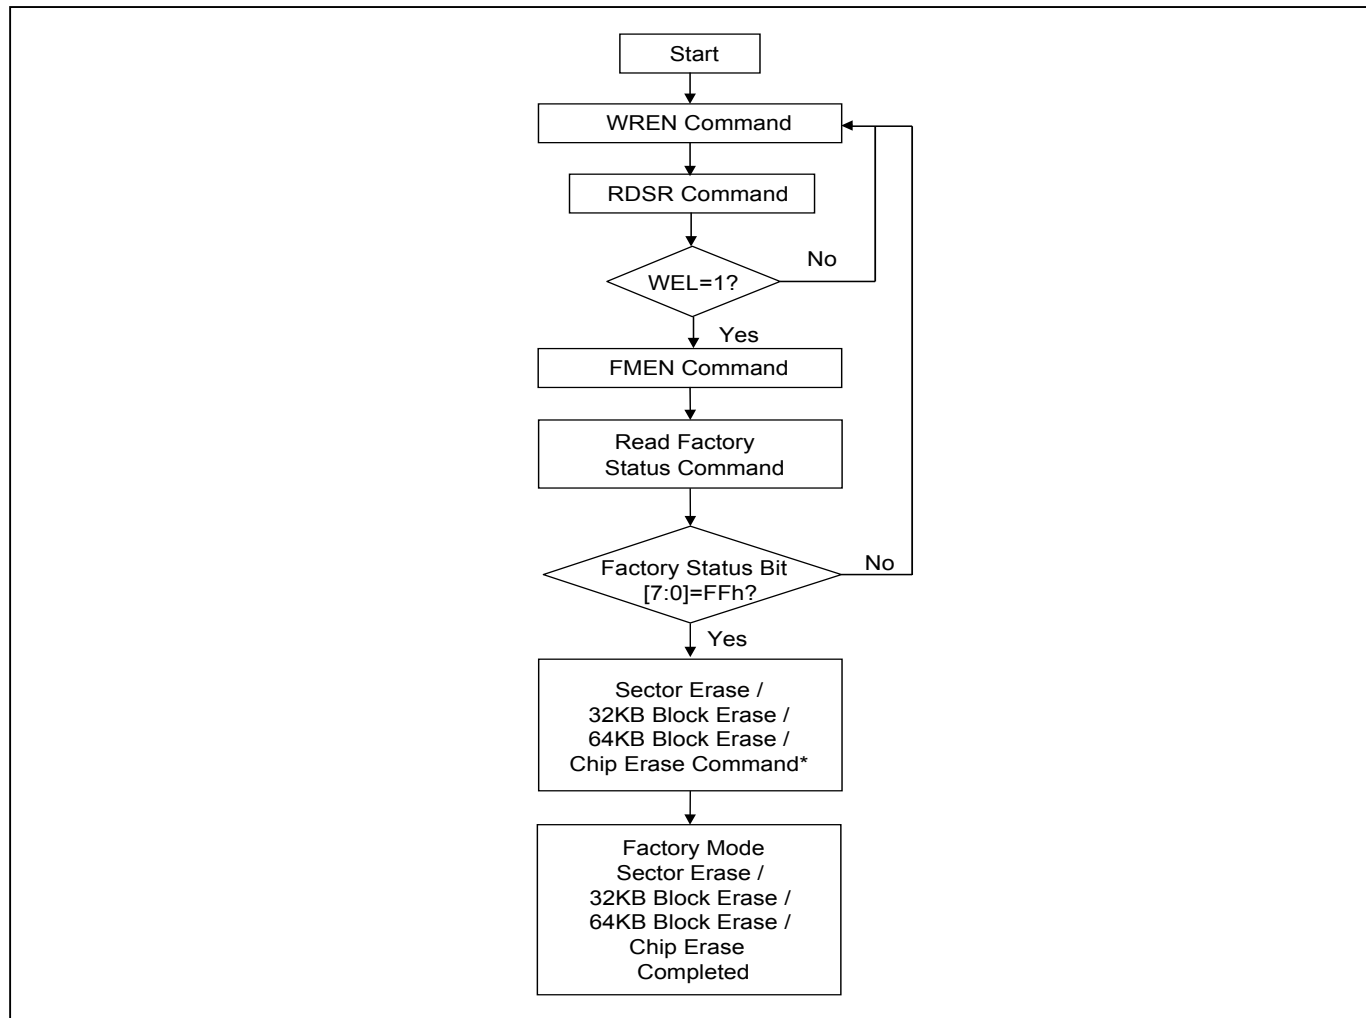 Start
WREN Command
RDSR Command
WEL=1?
No
Yes
FMEN Command
Read Factory
Status Command
Factory Status Bit
[7:0]=FFh?
No
Yes
Sector Erase /
32KB Block Erase /
64KB Block Erase /
Chip Erase Command*
Factory Mode
Sector Erase /
32KB Block Erase /
64KB Block Erase /
Chip Erase
Completed